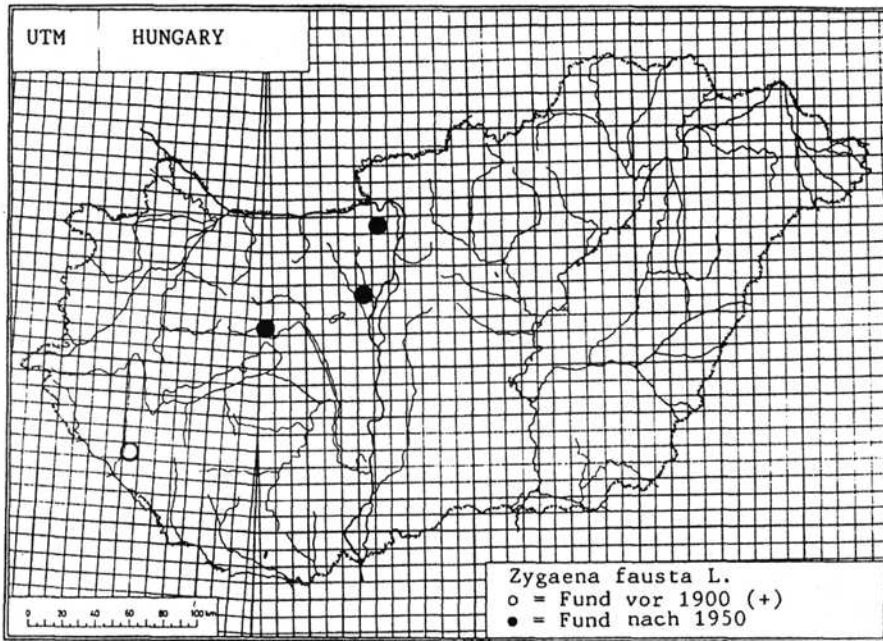 UTM HUNGARY
Zygaena fausta L.
o = Fund vor 1900 (+)
● = Fund nach 1950
0 20 40 60 80 100 km